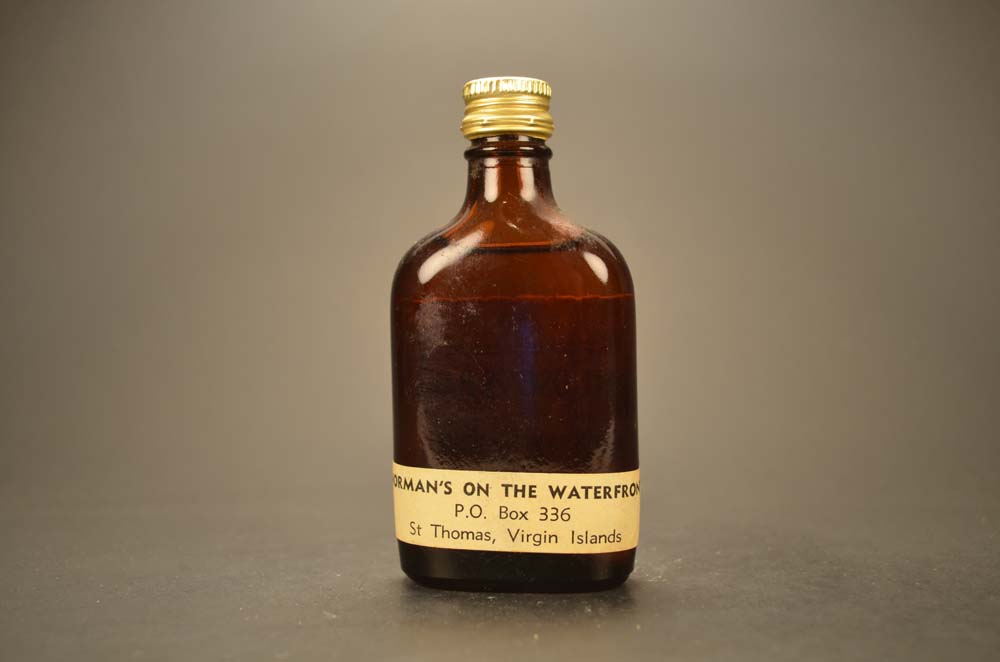 ORMAN'S ON THE WATERFRON
P.O. Box 336
St Thomas, Virgin Islands